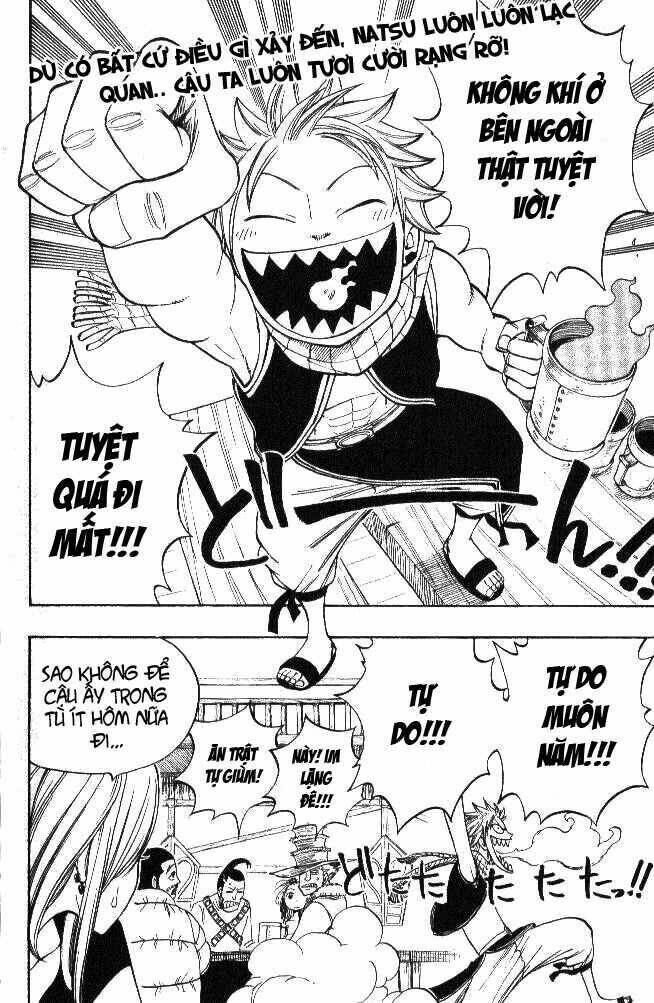 DÙ CÓ BẤT CỨ ĐIỀU GÌ XẢY ĐẾN, NATSU LUÔN LUÔN LẠC
QUAN.. CẬU TA LUÔN TƯƠI CƯỜI RẠNG RỠ!
KHÔNG KHÍ Ở
BÊN NGOÀI
THẬT TUYỆT
VỜI!
TUYỆT
QUÁ ĐI
MẤT!!!
どーーん!!!
SAO KHÔNG ĐỂ
CẬU ẤY TRONG
TÙ ÍT HÔM NỮA
ĐI...
ĂN TRẬT
TỰ GIÙM!
NÀY! IM
LẶNG
ĐÊ!!!
TỰ
DO!!!
TỰ DO
MUÔN
NĂM!!!
どたたたたっ!!